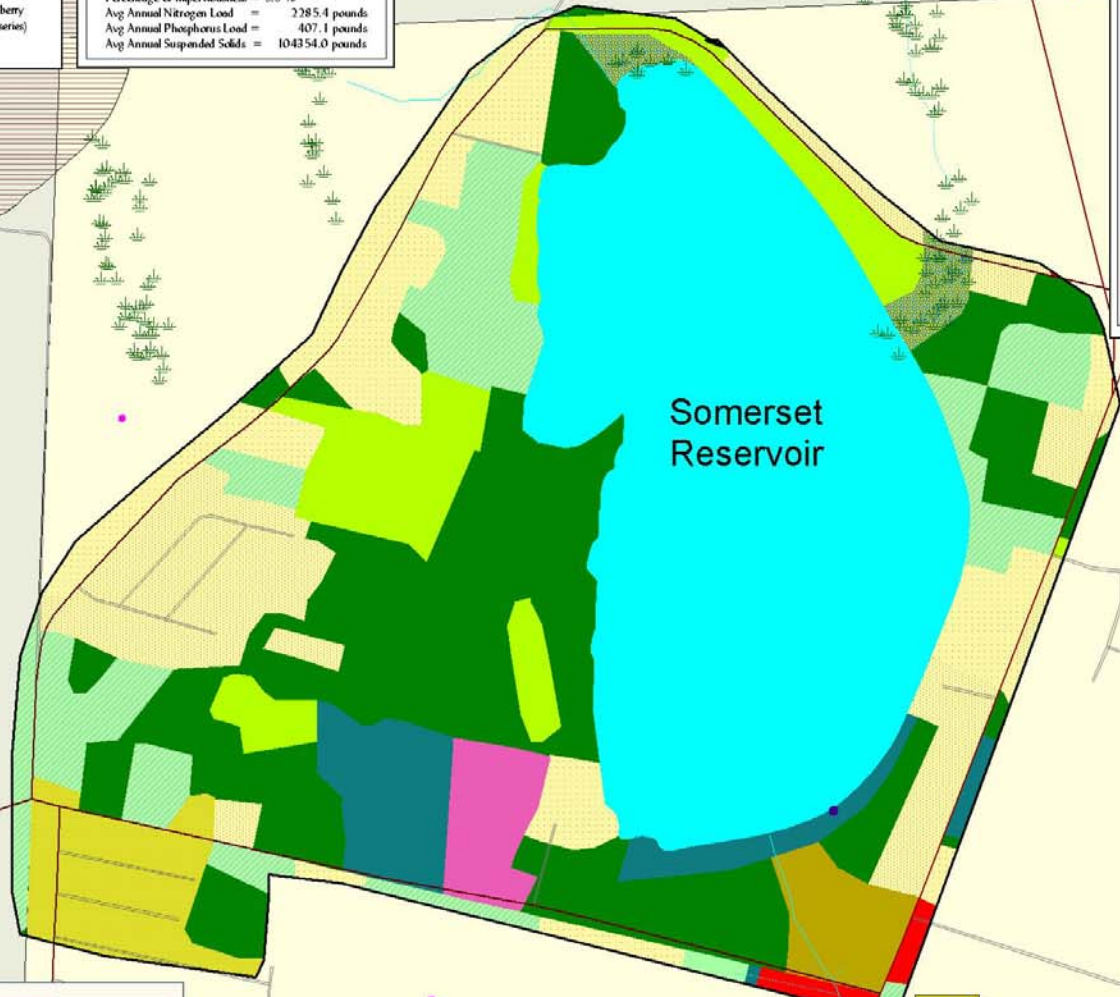 berry
series)
Avg Annual Nitrogen Load = 2285.4 pounds
Avg Annual Phosphorus Load = 407.1 pounds
Avg Annual Suspended Solids = 104354.0 pounds
Somerset
Reservoir